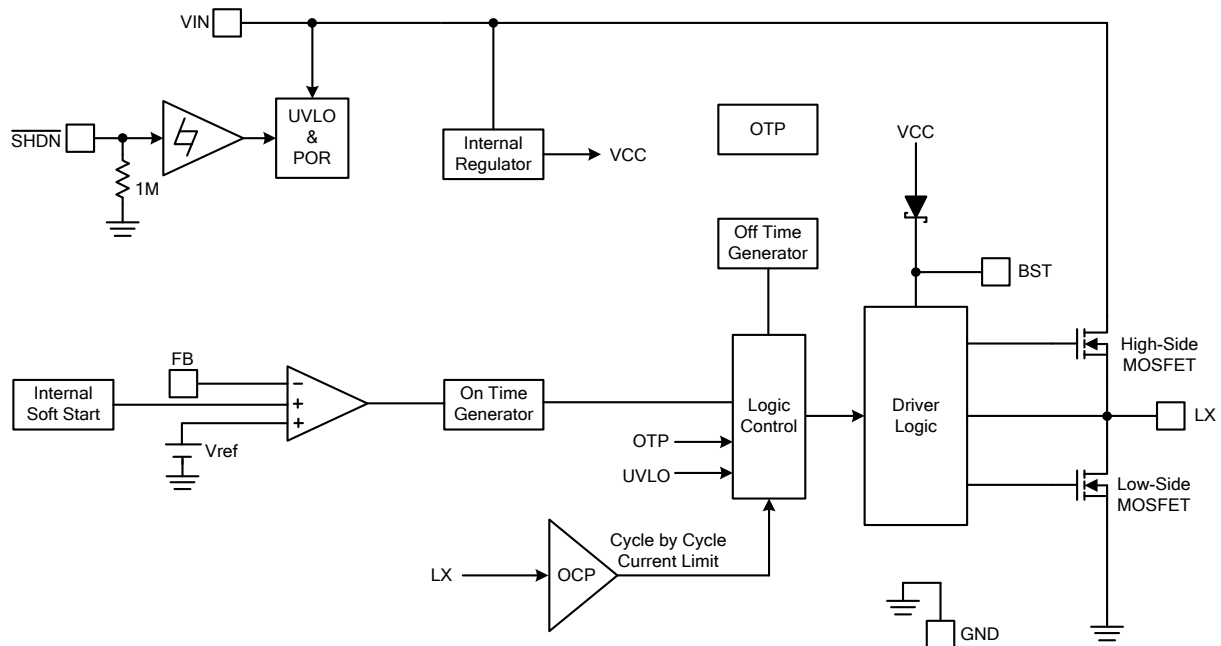 VIN
SHDN
1M
UVLO
&
POR
Internal
Regulator
VCC
OTP
VCC
Off Time
Generator
BST
FB
Internal
Soft Start
−
+
+
Vref
On Time
Generator
OTP
UVLO
Logic
Control
Driver
Logic
High-Side
MOSFET
LX
Low-Side
MOSFET
LX
OCP
Cycle by Cycle
Current Limit
GND